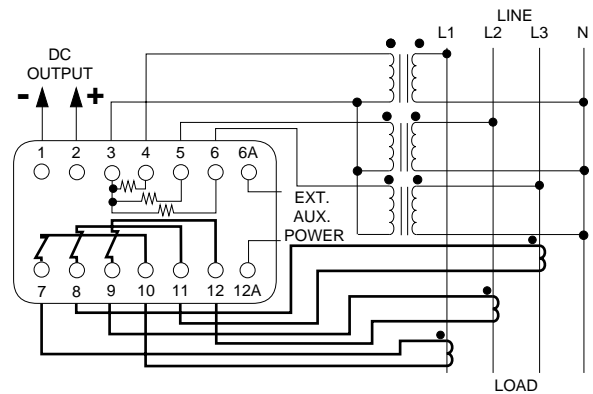 LINE
L1 L2 L3 N
DC
OUTPUT
- +
1 2 3 4 5 6 6A
EXT.
AUX.
POWER
7 8 9 10 11 12 12A
LOAD